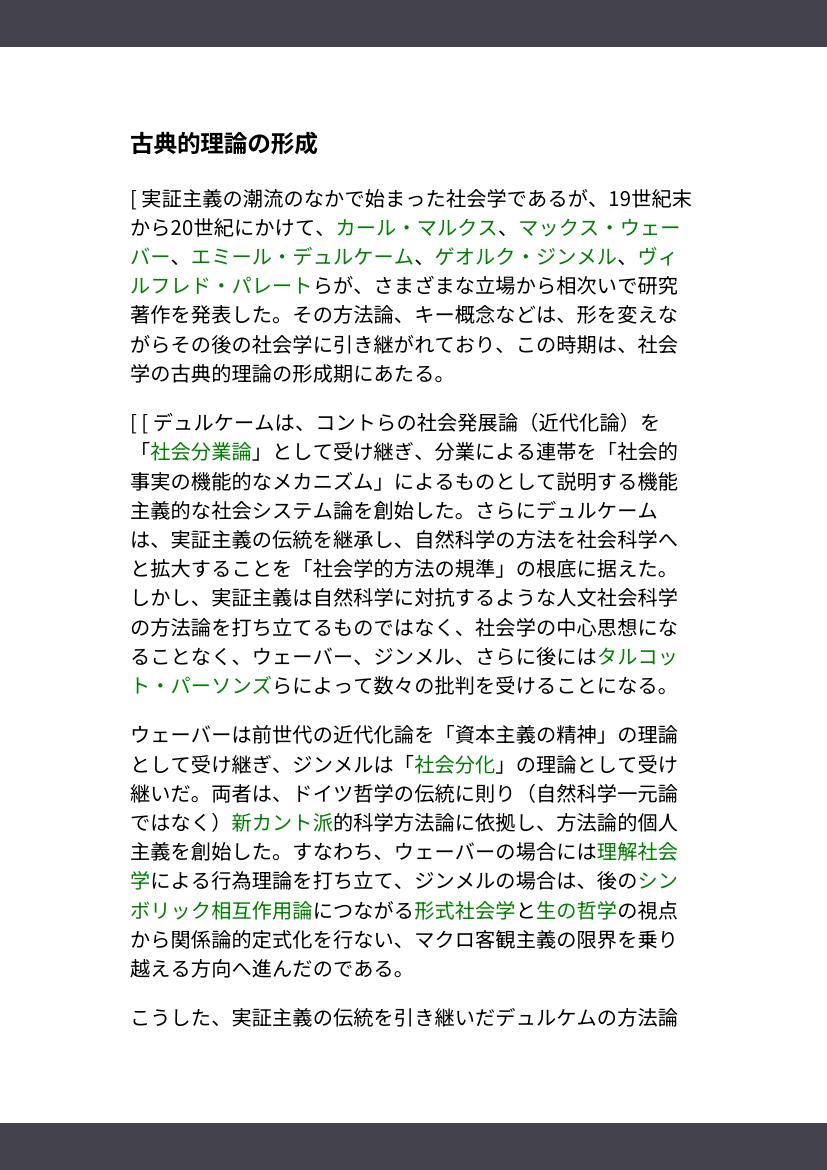 古典的理論の形成
[ 実証主義の潮流のなかで始まった社会学であるが、19世紀末
から20世紀にかけて、カール・マルクス、マックス・ウェー
バー、エミール・デュルケーム、ゲオルク・ジンメル、ヴィ
ルフレド・パレートらが、さまざまな立場から相次いで研究
著作を発表した。その方法論、キー概念などは、形を変えな
がらその後の社会学に引き継がれており、この時期は、社会
学の古典的理論の形成期にあたる。
[ [ デュルケームは、コントらの社会発展論（近代化論）を
「社会分業論」として受け継ぎ、分業による連帯を「社会的
事実の機能的なメカニズム」によるものとして説明する機能
主義的な社会システム論を創始した。さらにデュルケーム
は、実証主義の伝統を継承し、自然科学の方法を社会科学へ
と拡大することを「社会学的方法の規準」の根底に据えた。
しかし、実証主義は自然科学に対抗するような人文社会科学
の方法論を打ち立てるものではなく、社会学の中心思想にな
ることなく、ウェーバー、ジンメル、さらに後にはタルコッ
ト・パーソンズらによって数々の批判を受けることになる。
ウェーバーは前世代の近代化論を「資本主義の精神」の理論
として受け継ぎ、ジンメルは「社会分化」の理論として受け
継いだ。両者は、ドイツ哲学の伝統に則り（自然科学一元論
ではなく）新カント派的科学方法論に依拠し、方法論的個人
主義を創始した。すなわち、ウェーバーの場合には理解社会
学による行為理論を打ち立て、ジンメルの場合は、後のシン
ボリック相互作用論につながる形式社会学と生の哲学の視点
から関係論的定式化を行ない、マクロ客観主義の限界を乗り
越える方向へ進んだのである。
こうした、実証主義の伝統を引き継いだデュルケムの方法論